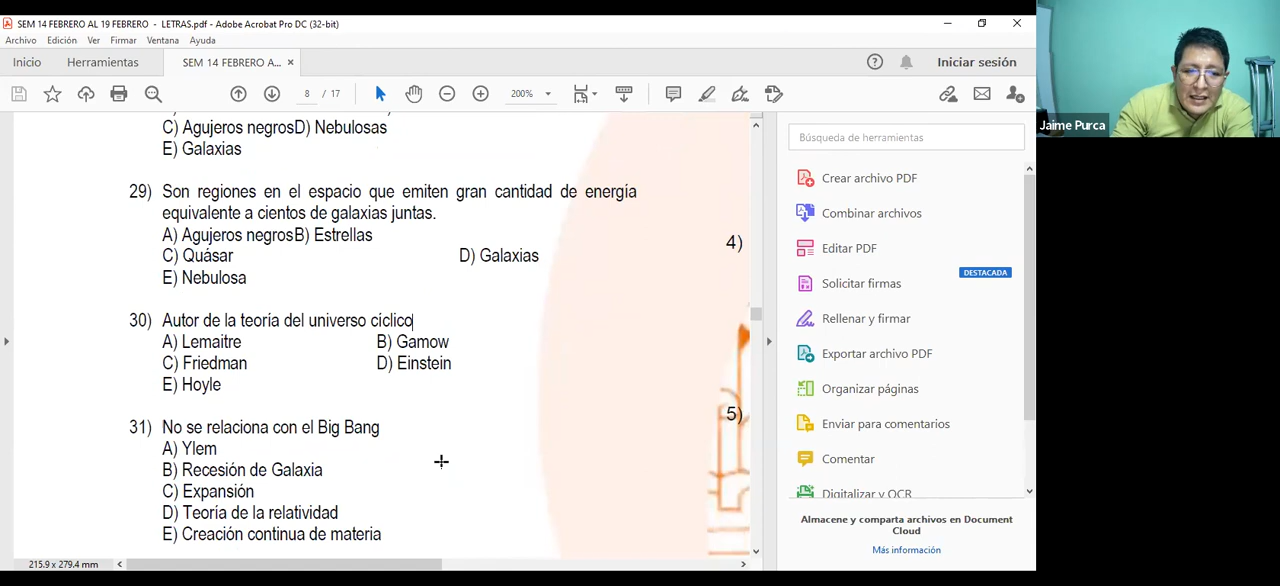 SEM 14 FEBRERO AL 19 FEBRERO - LETRAS.pdf - Adobe Acrobat Pro DC (32-bit)
Archivo Edición Ver Firmar Ventana Ayuda
Inicio Herramientas SEM 14 FEBRERO A... × Iniciar sesión
8 / 17 200%
C) Agujeros negrosD) Nebulosas
E) Galaxias
29) Son regiones en el espacio que emiten gran cantidad de energía
equivalente a cientos de galaxias juntas.
A) Agujeros negrosB) Estrellas
C) Quásar D) Galaxias
E) Nebulosa
30) Autor de la teoría del universo cíclico
A) Lemaitre B) Gamow
C) Friedman D) Einstein
E) Hoyle
31) No se relaciona con el Big Bang
A) Ylem
B) Recesión de Galaxia
C) Expansión
D) Teoría de la relatividad
E) Creación continua de materia
4)
5)
215.9 x 279.4 mm
Búsqueda de herramientas
Crear archivo PDF
Combinar archivos
Editar PDF
DESTACADA
Solicitar firmas
Rellenar y firmar
Exportar archivo PDF
Organizar páginas
Enviar para comentarios
Comentar
Digitalizar y OCR
Almacene y comparta archivos en Document
Cloud
Más información
Jaime Purca